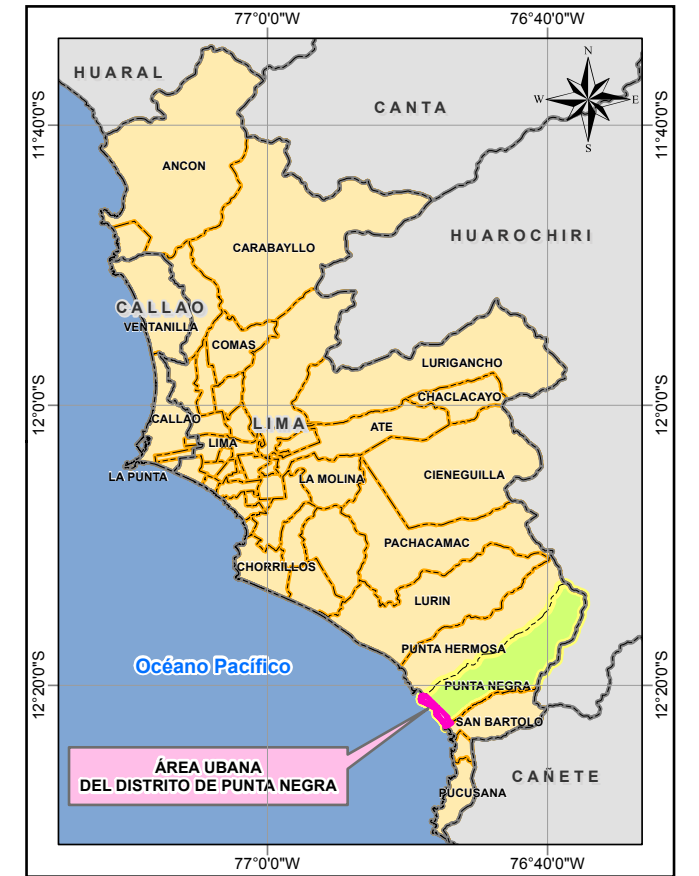 77°0'0"W
76°40'0"W
HUARAL
N
W
E
S
CANTA
11°40'0"S
11°40'0"S
ANCON
HUAROCHIRI
CARABAYLLO
CALLAO
VENTANILLA
COMAS
LURIGANCHO
CHACLACAYO
12°0'0"S
12°0'0"S
CALLAO
LIMA
ATE
LIMA
LA PUNTA
LA MOLINA
CIENEGUILLA
PACHACAMAC
CHORRILLOS
LURIN
PUNTA HERMOSA
Océano Pacífico
PUNTA NEGRA
12°20'0"S
12°20'0"S
SAN BARTOLO
ÁREA UBANA
DEL DISTRITO DE PUNTA NEGRA
CAÑETE
PUCUSANA
77°0'0"W
76°40'0"W